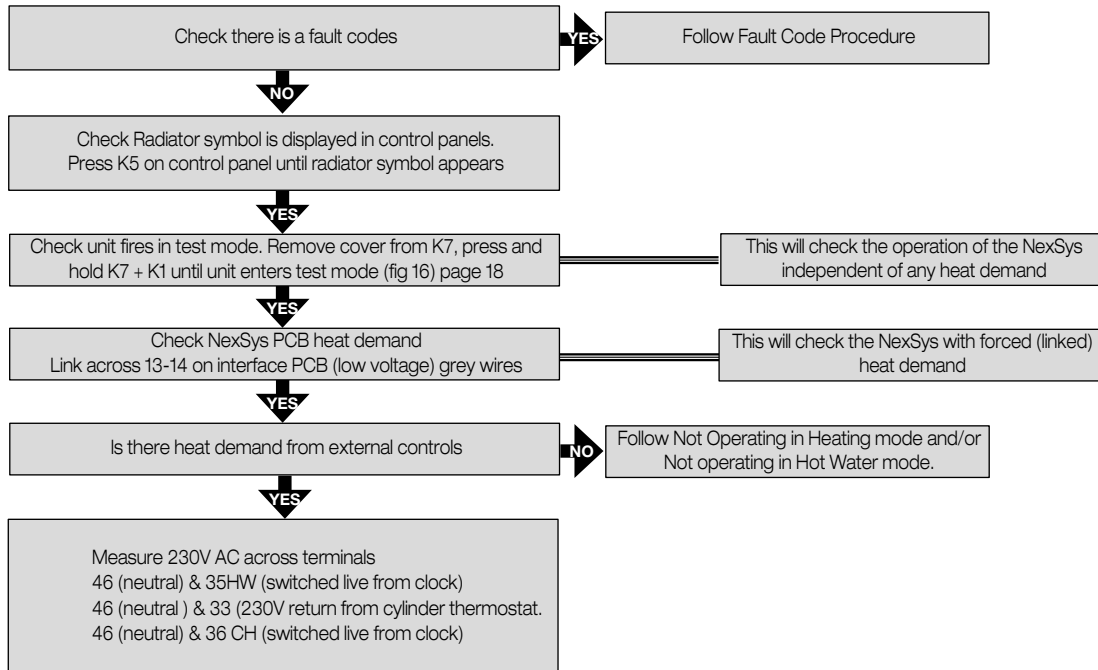 Check there is a fault codes
YES
Follow Fault Code Procedure
NO
Check Radiator symbol is displayed in control panels.
Press K5 on control panel until radiator symbol appears
YES
Check unit fires in test mode. Remove cover from K7, press and
hold K7 + K1 until unit enters test mode (fig 16) page 18
This will check the operation of the NexSys
independent of any heat demand
YES
Check NexSys PCB heat demand
Link across 13-14 on interface PCB (low voltage) grey wires
This will check the NexSys with forced (linked)
heat demand
YES
Is there heat demand from external controls
NO
Follow Not Operating in Heating mode and/or
Not operating in Hot Water mode.
YES
Measure 230V AC across terminals
46 (neutral) & 35HW (switched live from clock)
46 (neutral ) & 33 (230V return from cylinder thermostat.
46 (neutral) & 36 CH (switched live from clock)